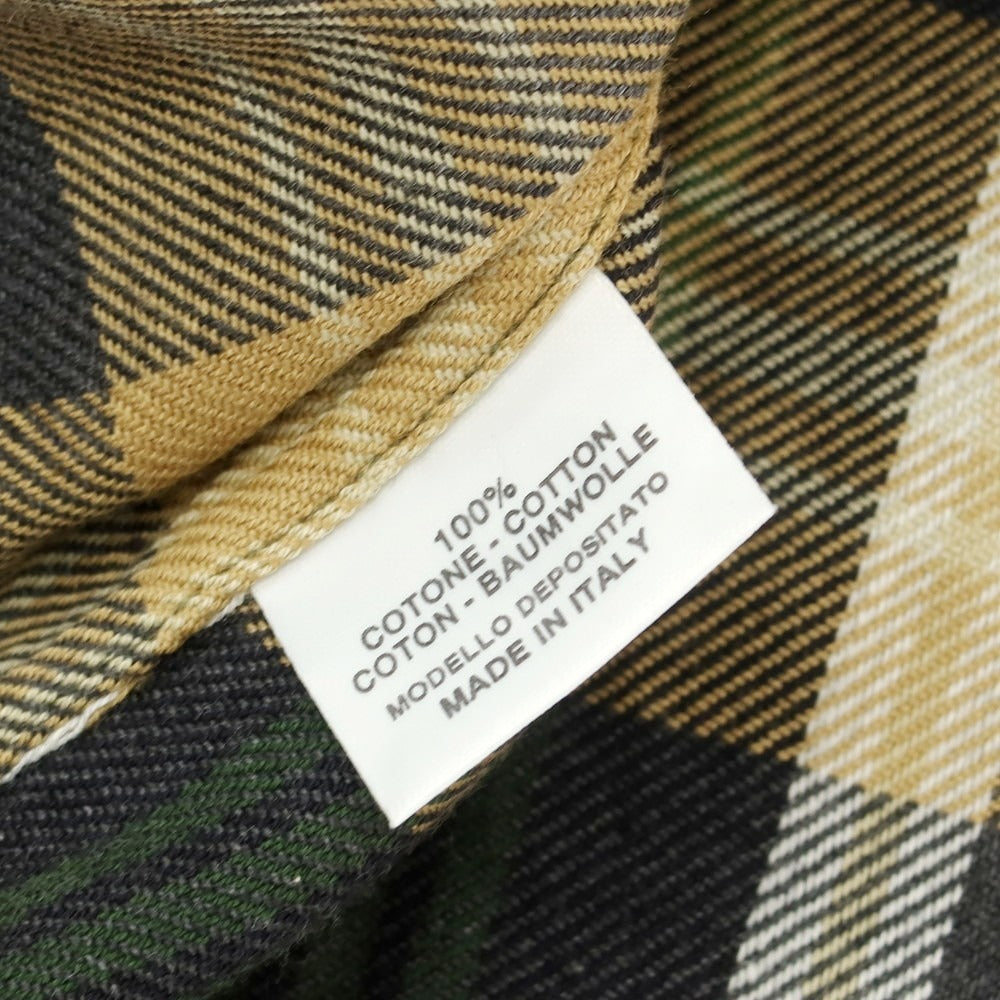 100%
COTONE - COTTON
COTON - BAUMWOLLE
MODELLO DEPOSITATO
MADE IN ITALY